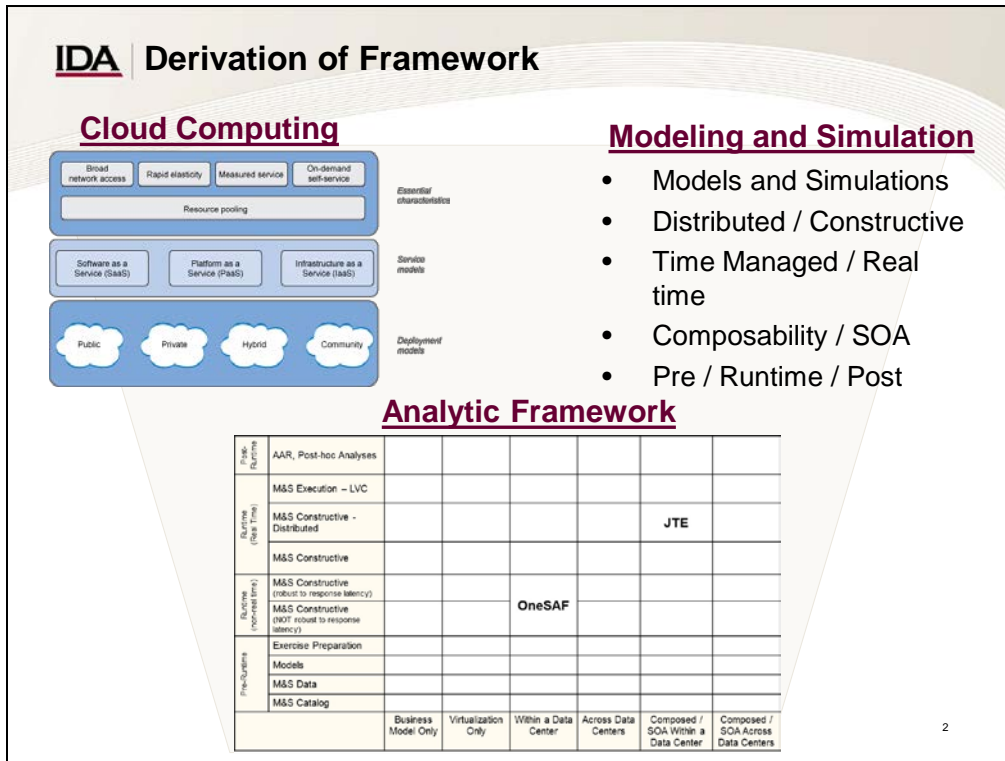 IDA Derivation of Framework
Cloud Computing
Broad
network access
Rapid elasticity
Measured service
On-demand
self-service
Resource pooling
Essential
characteristics
Software as a
Service (SaaS)
Platform as a
Service (PaaS)
Infrastructure as a
Service (IaaS)
Service
models
Public
Private
Hybrid
Community
Deployment
models
Modeling and Simulation
• Models and Simulations
• Distributed / Constructive
• Time Managed / Real
time
• Composability / SOA
• Pre / Runtime / Post
Analytic Framework
Post-
Runtime
AAR, Post-hoc Analyses
Runtime
(Real Time)
M&S Execution – LVC
M&S Constructive -
Distributed
JTE
M&S Constructive
Runtime
(non-real time)
M&S Constructive
(robust to response latency)
OneSAF
M&S Constructive
(NOT robust to response
latency)
Pre-Runtime
Exercise Preparation
Models
M&S Data
M&S Catalog
Business
Model Only
Virtualization
Only
Within a Data
Center
Across Data
Centers
Composed /
SOA Within a
Data Center
Composed /
SOA Across
Data Centers
2